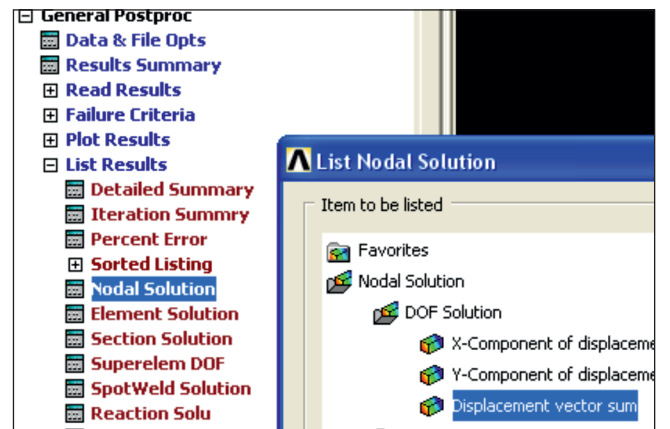 General Postproc
Data & File Opts
Results Summary
Read Results
Failure Criteria
Plot Results
List Results
Detailed Summary
Iteration Summry
Percent Error
Sorted Listing
Nodal Solution
Element Solution
Section Solution
Superelem DOF
SpotWeld Solution
Reaction Solu
List Nodal Solution
Item to be listed
Favorites
Nodal Solution
DOF Solution
X-Component of displaceme
Y-Component of displaceme
Displacement vector sum